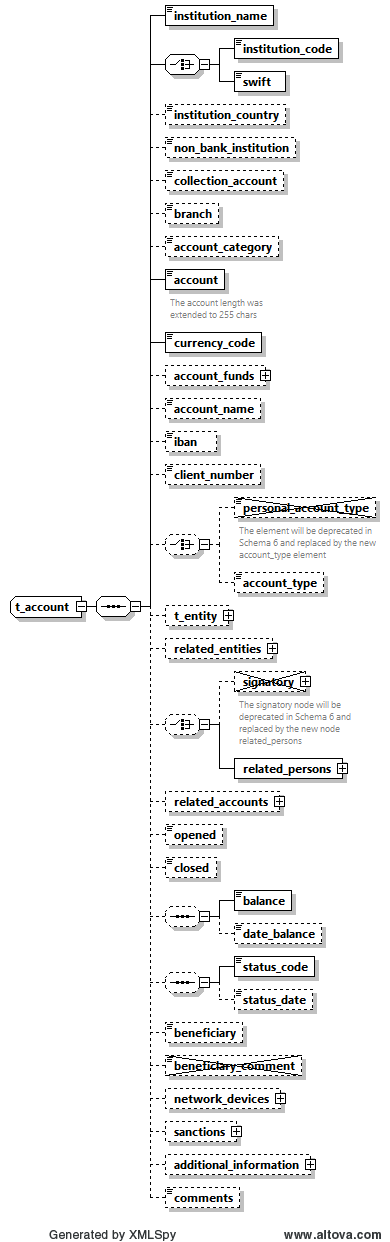 institution_name
institution_code
swift
institution_country
non_bank_institution
collection_account
branch
account_category
account
The account length was
extended to 255 chars
currency_code
account_funds
account_name
iban
client_number
personal_account_type
The element will be deprecated in
Schema 6 and replaced by the new
account_type element
account_type
t_account
t_entity
related_entities
signatory
The signatory node will be
deprecated in Schema 6 and
replaced by the new node
related_persons
related_persons
related_accounts
opened
closed
balance
date_balance
status_code
status_date
beneficiary
beneficiary_comment
network_devices
sanctions
additional_information
comments
Generated by XMLSpy www.altova.com